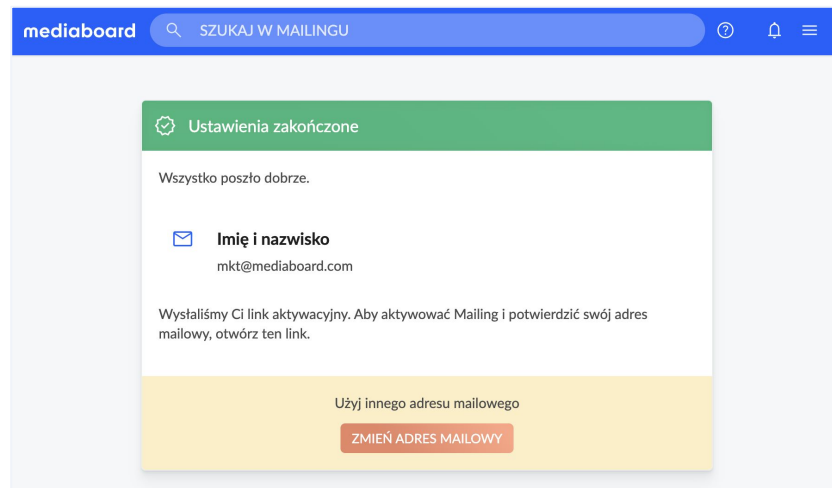 mediaboard SZUKAJ W MAILINGU
Ustawienia zakończone
Wszystko poszło dobrze.
Imię i nazwisko
mkt@mediaboard.com
Wysłaliśmy Ci link aktywacyjny. Aby aktywować Mailing i potwierdzić swój adres
mailowy, otwórz ten link.
Użyj innego adresu mailowego
ZMIEŃ ADRES MAILOWY